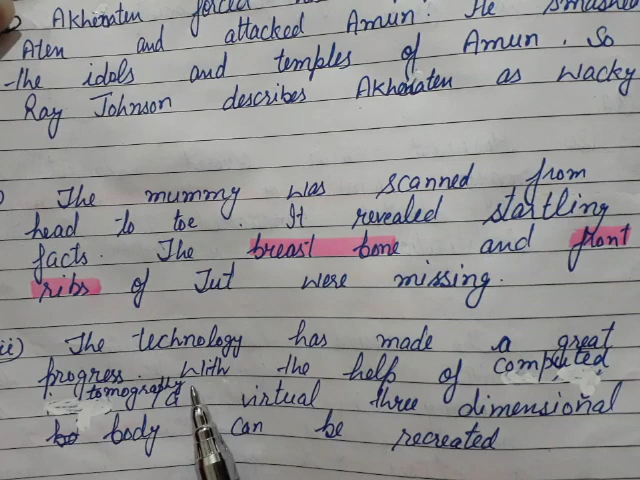 Akhenaten forced
Aten and attacked Amun. He smashed
the idols and temples of Amun. So
Ray Johnson describes Akhenaten as wacky
The mummy was scanned from
head to toe. It revealed startling
facts. The breast bone and front
ribs of Tut were missing.
ii) The technology has made a great
progress. With the help of computed
tomography a virtual three dimensional
body can be recreated